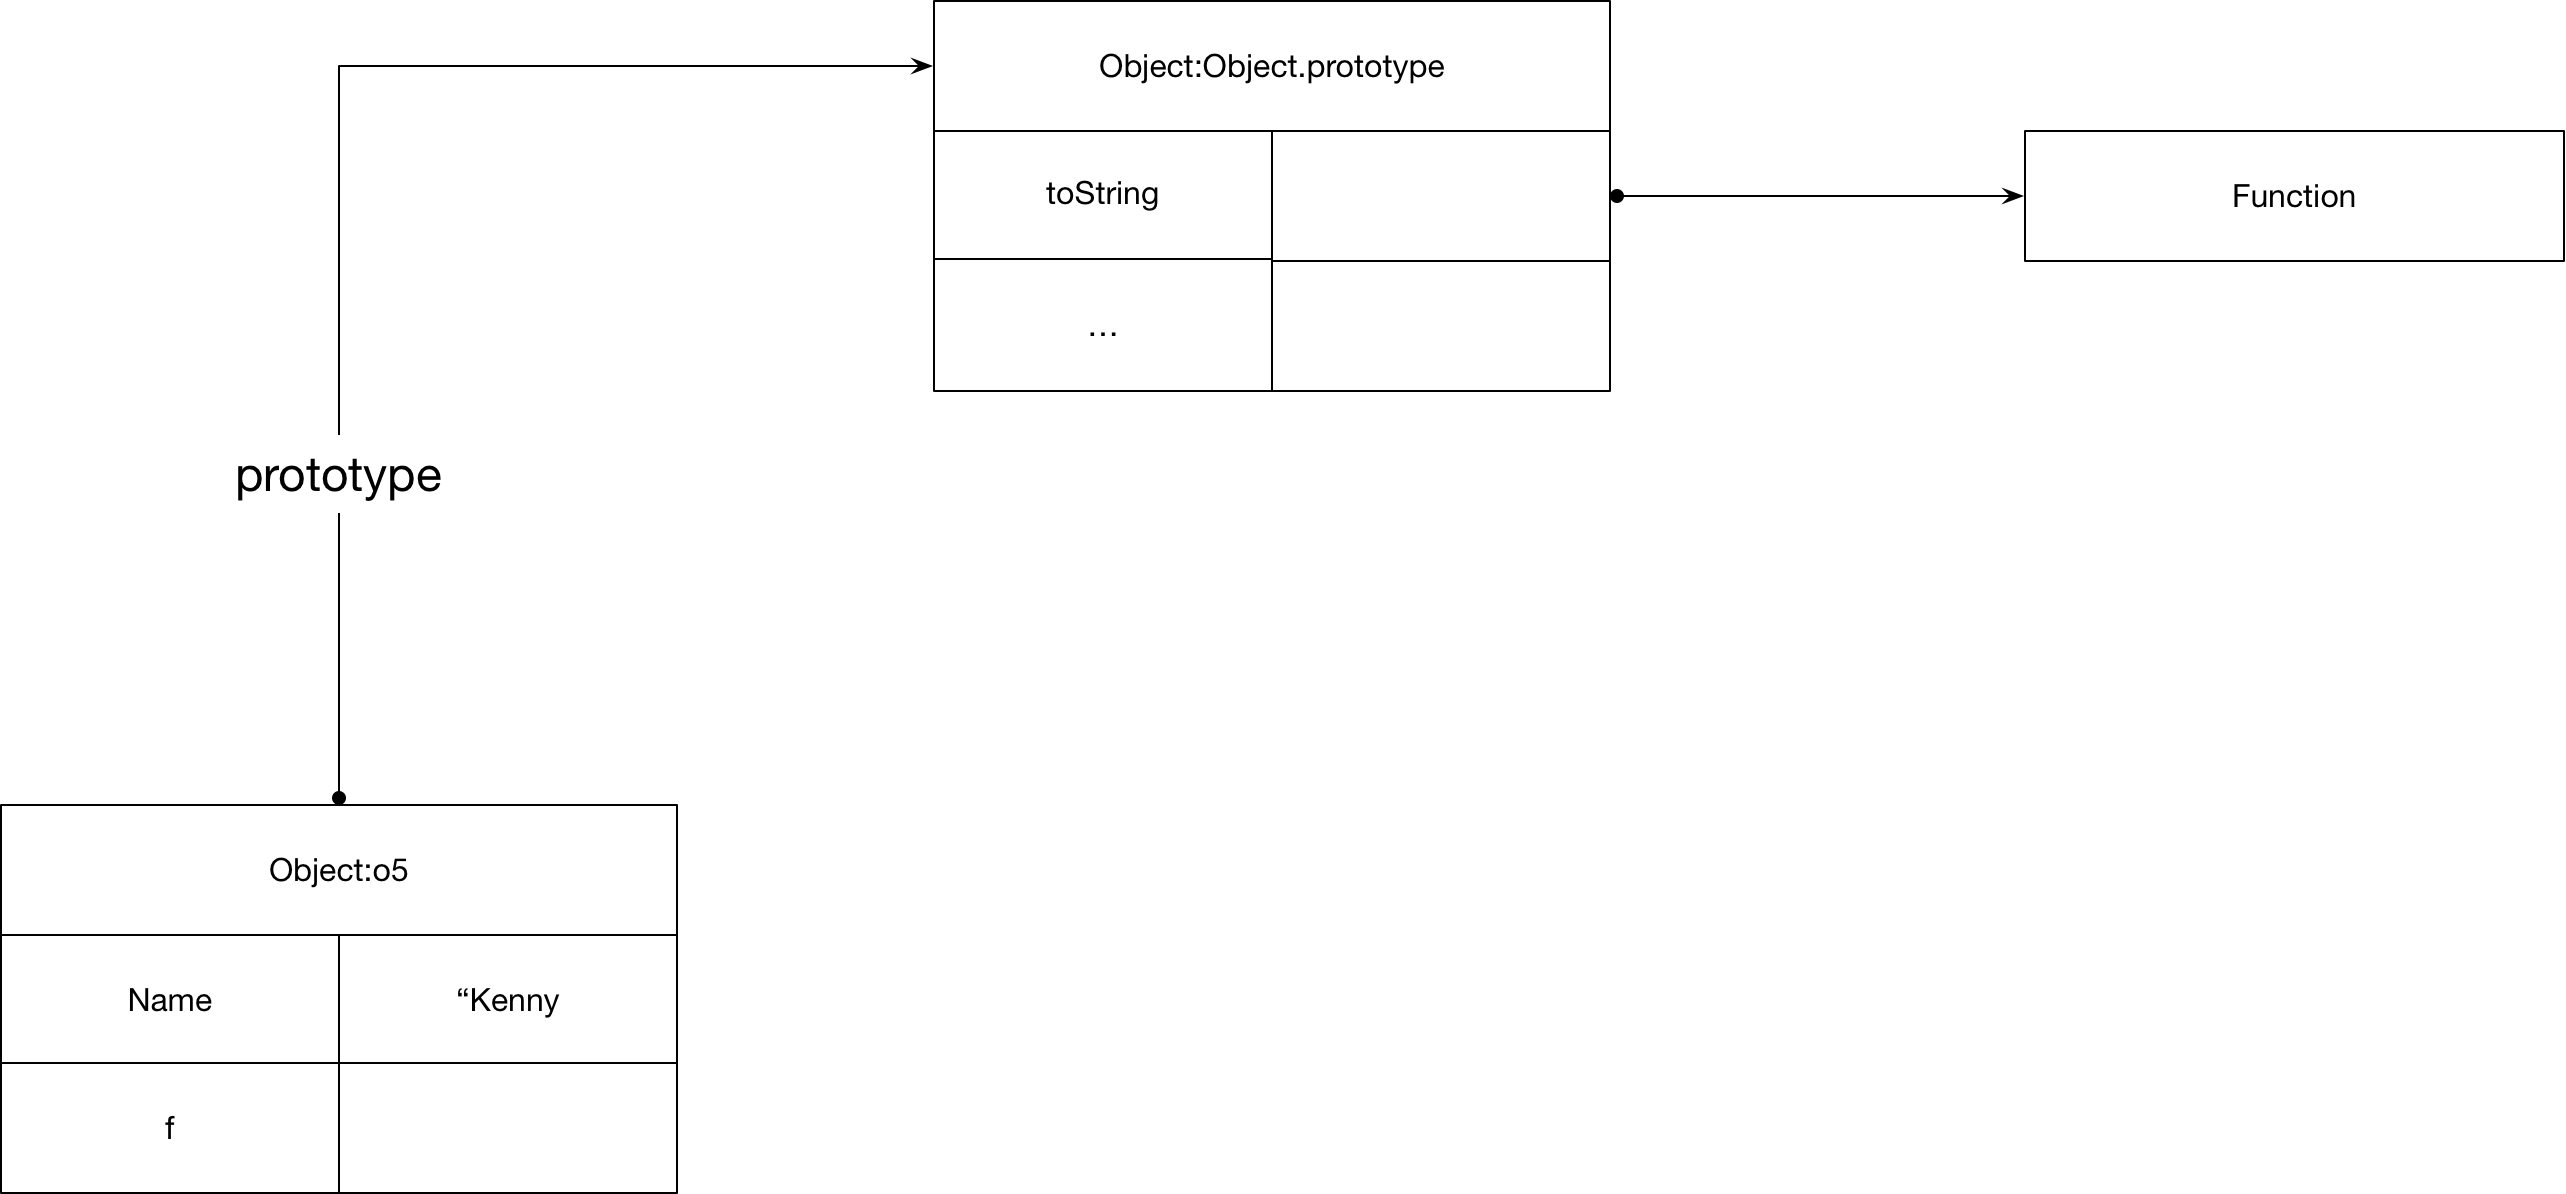 Object:Object.prototype
toString
Function
...
prototype
Object:o5
Name
“Kenny
f